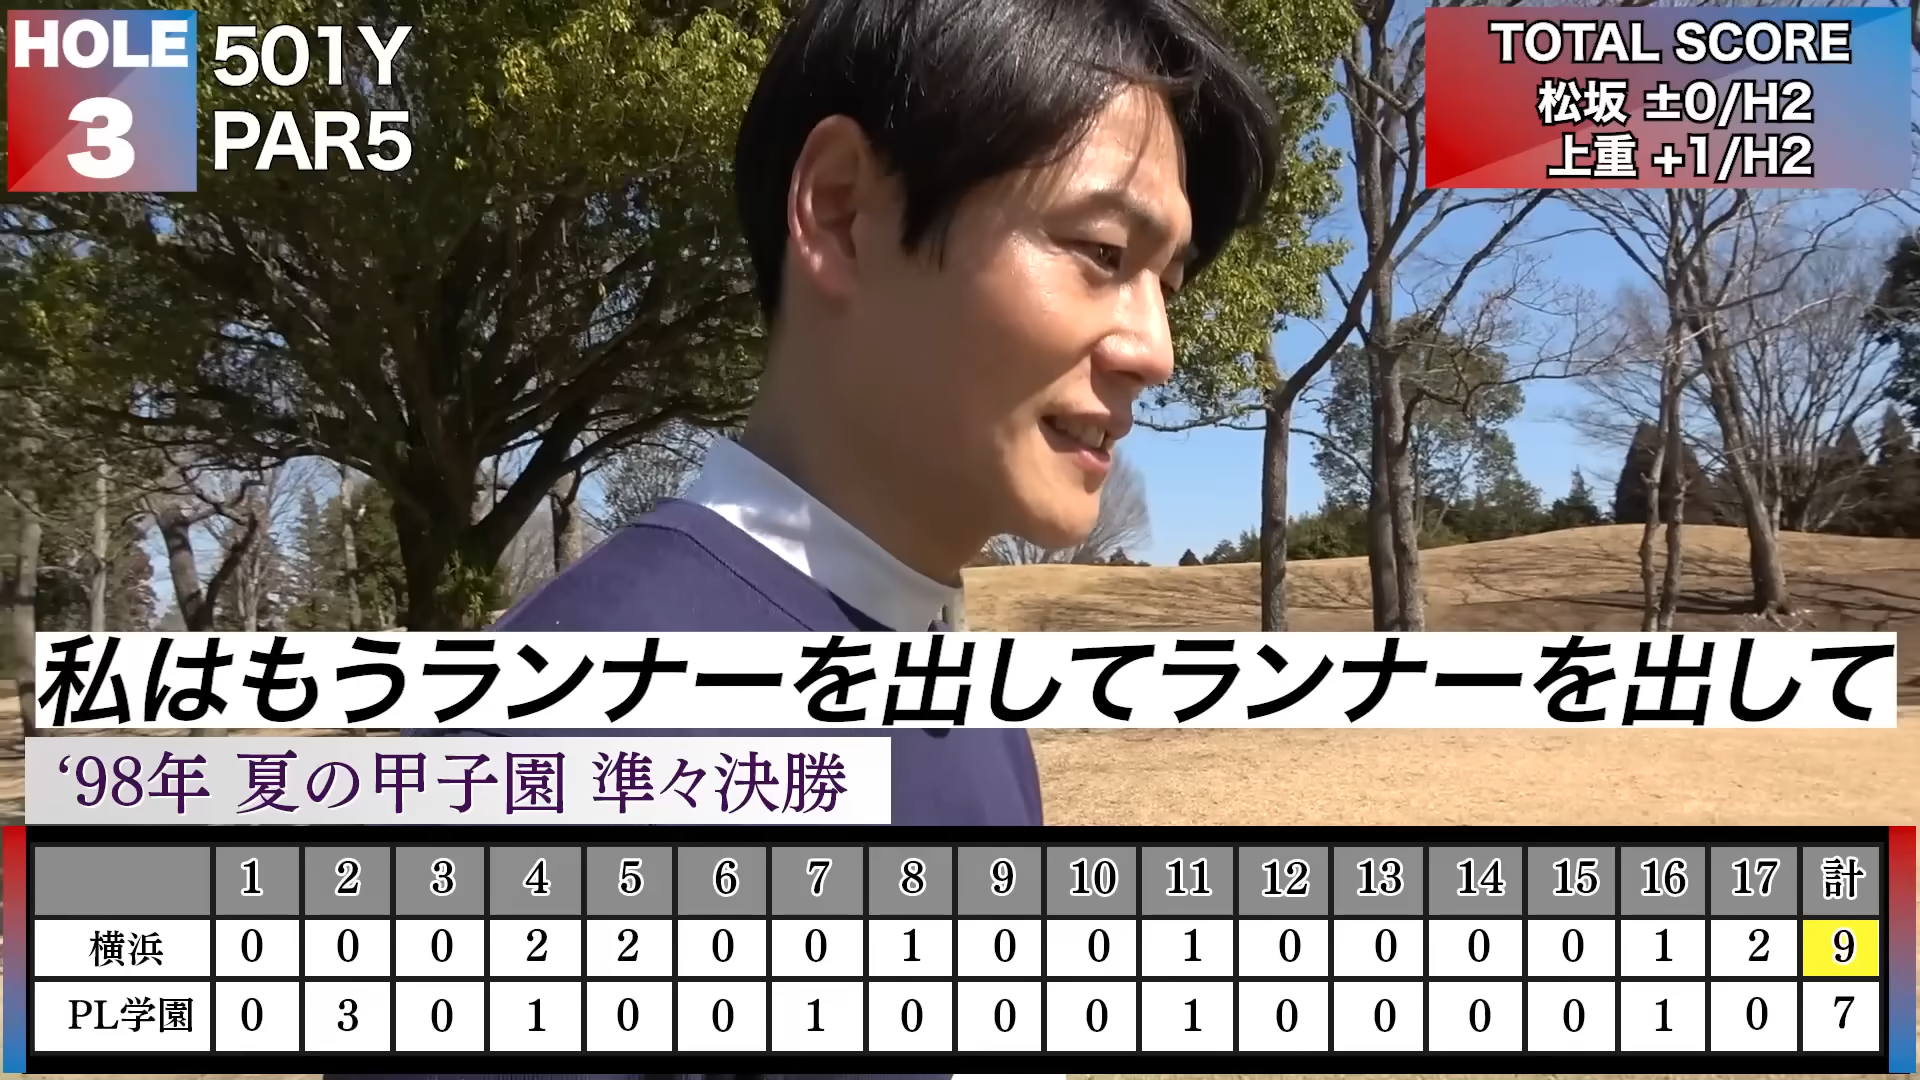 HOLE
3
501Y
PAR5
TOTAL SCORE
松坂 ±0/H2
上重 +1/H2
私はもうランナーを出してランナーを出して
‘98年 夏の甲子園 準々決勝
1 2 3 4 5 6 7 8 9 10 11 12 13 14 15 16 17 計
横浜 0 0 0 2 2 0 0 1 0 0 1 0 0 0 0 1 2 9
PL学園 0 3 0 1 0 0 1 0 0 0 1 0 0 0 0 1 0 7